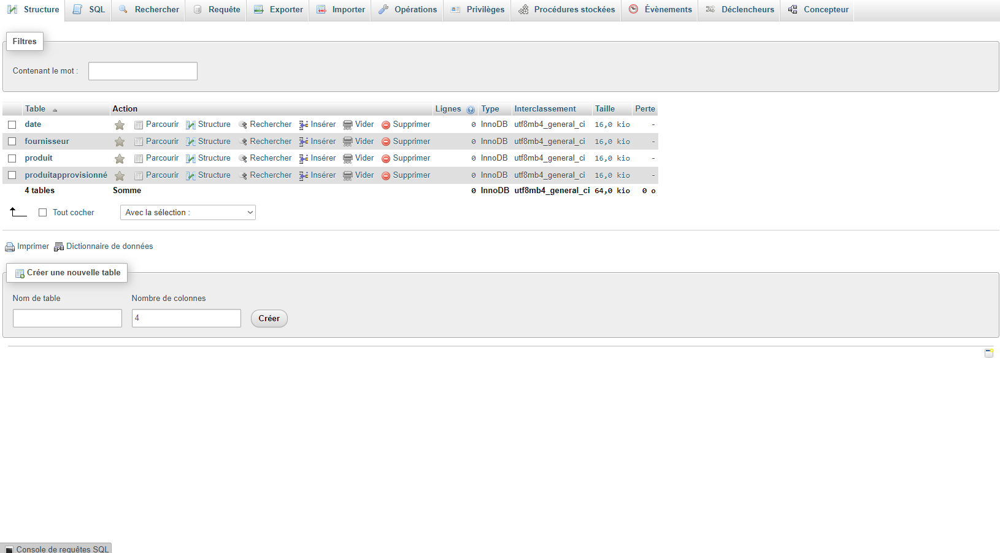 Structure SQL Rechercher Requête Exporter Importer Opérations Privilèges Procédures stockées Évènements Déclencheurs Concepteur
Filtres
Contenant le mot :
Table Action Lignes Type Interclassement Taille Perte
date Parcourir Structure Rechercher Insérer Vider Supprimer 0 InnoDB utf8mb4_general_ci 16,0 kio -
fournisseur Parcourir Structure Rechercher Insérer Vider Supprimer 0 InnoDB utf8mb4_general_ci 16,0 kio -
produit Parcourir Structure Rechercher Insérer Vider Supprimer 0 InnoDB utf8mb4_general_ci 16,0 kio -
produitapprovisionné Parcourir Structure Rechercher Insérer Vider Supprimer 0 InnoDB utf8mb4_general_ci 16,0 kio -
4 tables Somme 0 InnoDB utf8mb4_general_ci 64,0 kio 0 o
Tout cocher Avec la sélection :
Imprimer Dictionnaire de données
Créer une nouvelle table
Nom de table Nombre de colonnes
4 Créer
Console de requêtes SQL